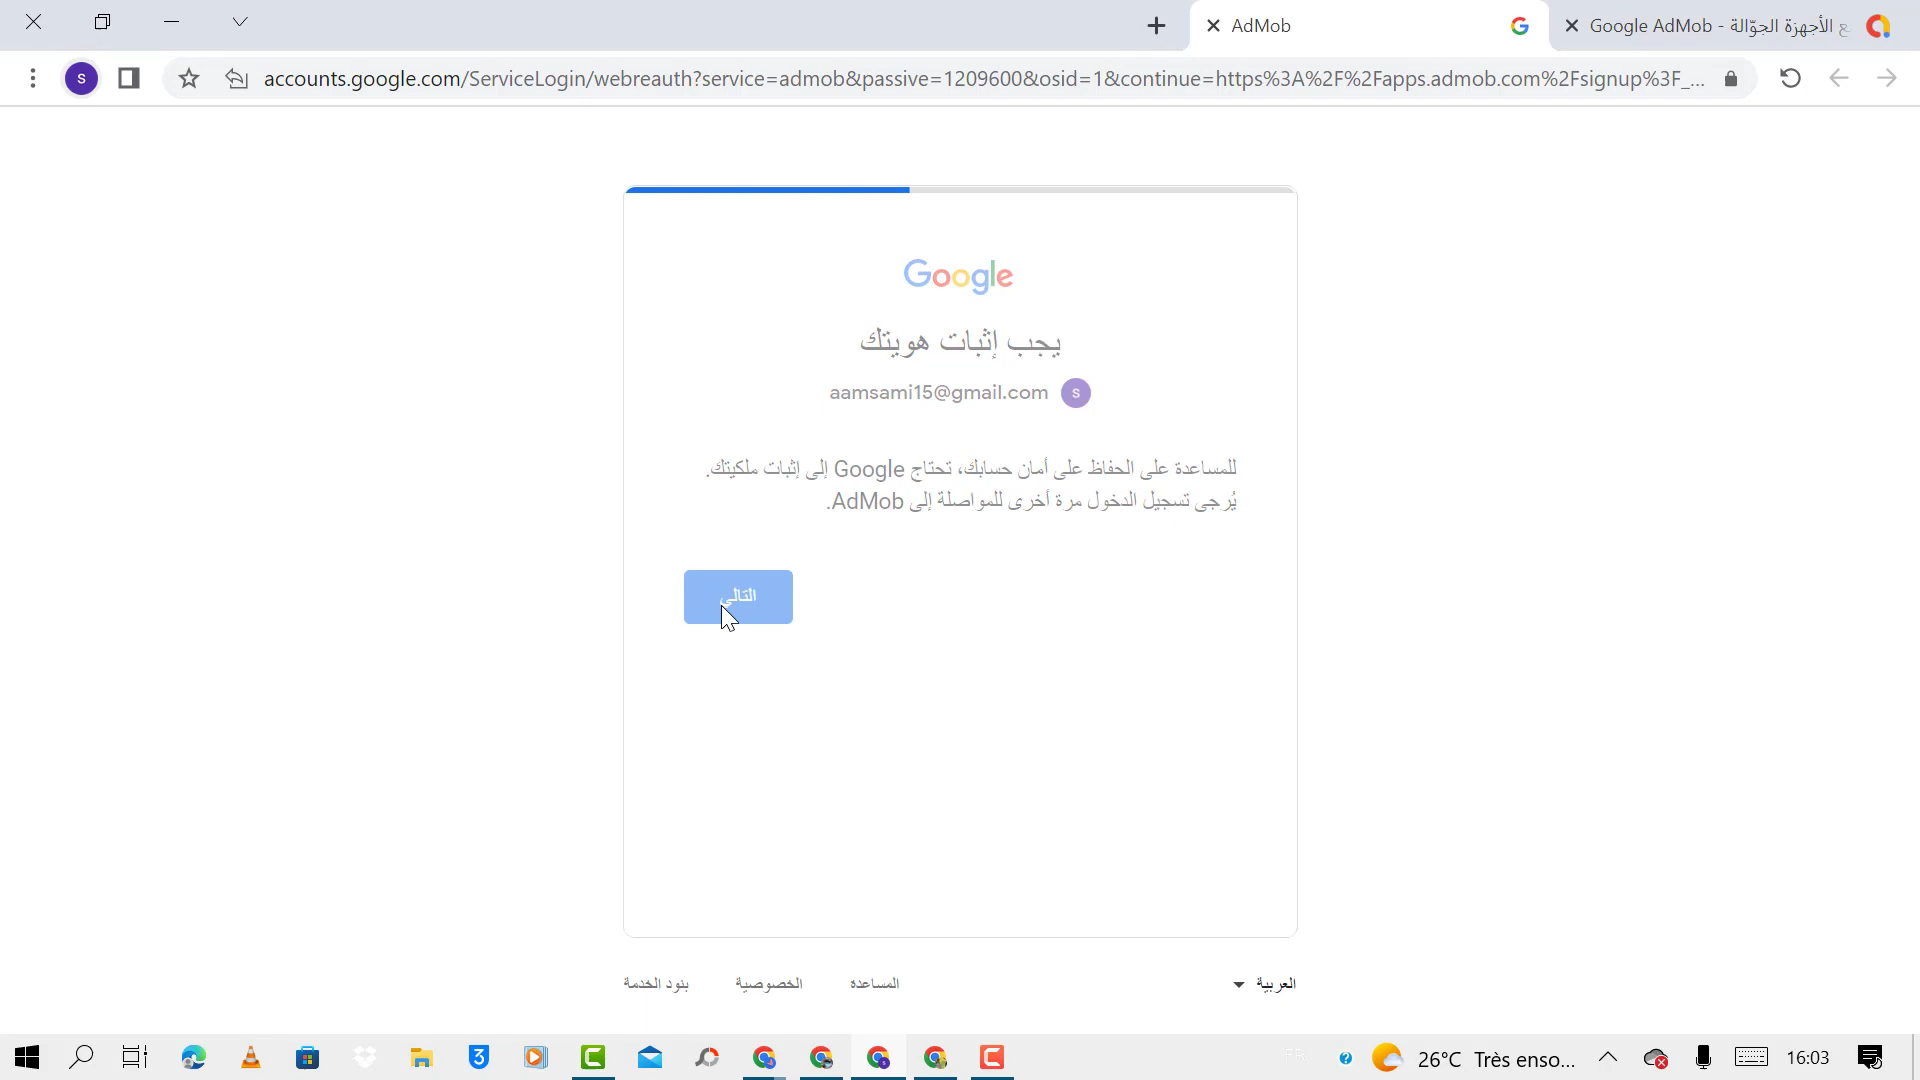 AdMob
Google AdMob - ع الأجهزة الجوّالة
accounts.google.com/ServiceLogin/webreauth?service=admob&passive=1209600&osid=1&continue=https%3A%2F%2Fapps.admob.com%2Fsignup%3F_...
S
Google
يجب إثبات هويتك
aamsami15@gmail.com
S
للمساعدة على الحفاظ على أمان حسابك، تحتاج Google إلى إثبات ملكيتك.
يُرجى تسجيل الدخول مرة أخرى للمواصلة إلى AdMob.
التالي
العربية
المساعدة
الخصوصية
بنود الخدمة
26°C Très enso...
16:03